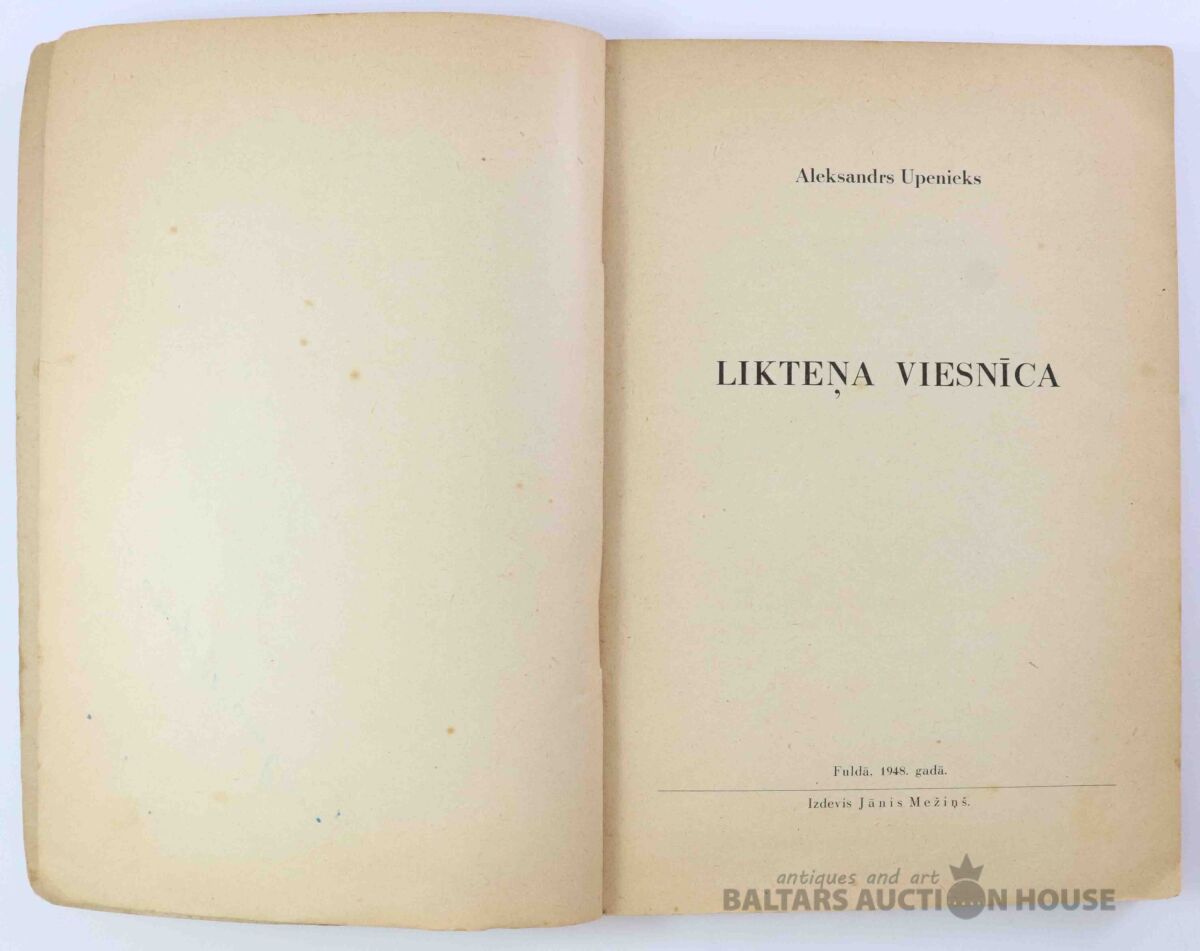 Aleksandrs Upenieks
LIKTEŅA VIESNĪCA
Fuldā, 1948. gadā.
Izdevis Jānis Mežiņš.
antiques and art
BALTARS AUCTION HOUSE